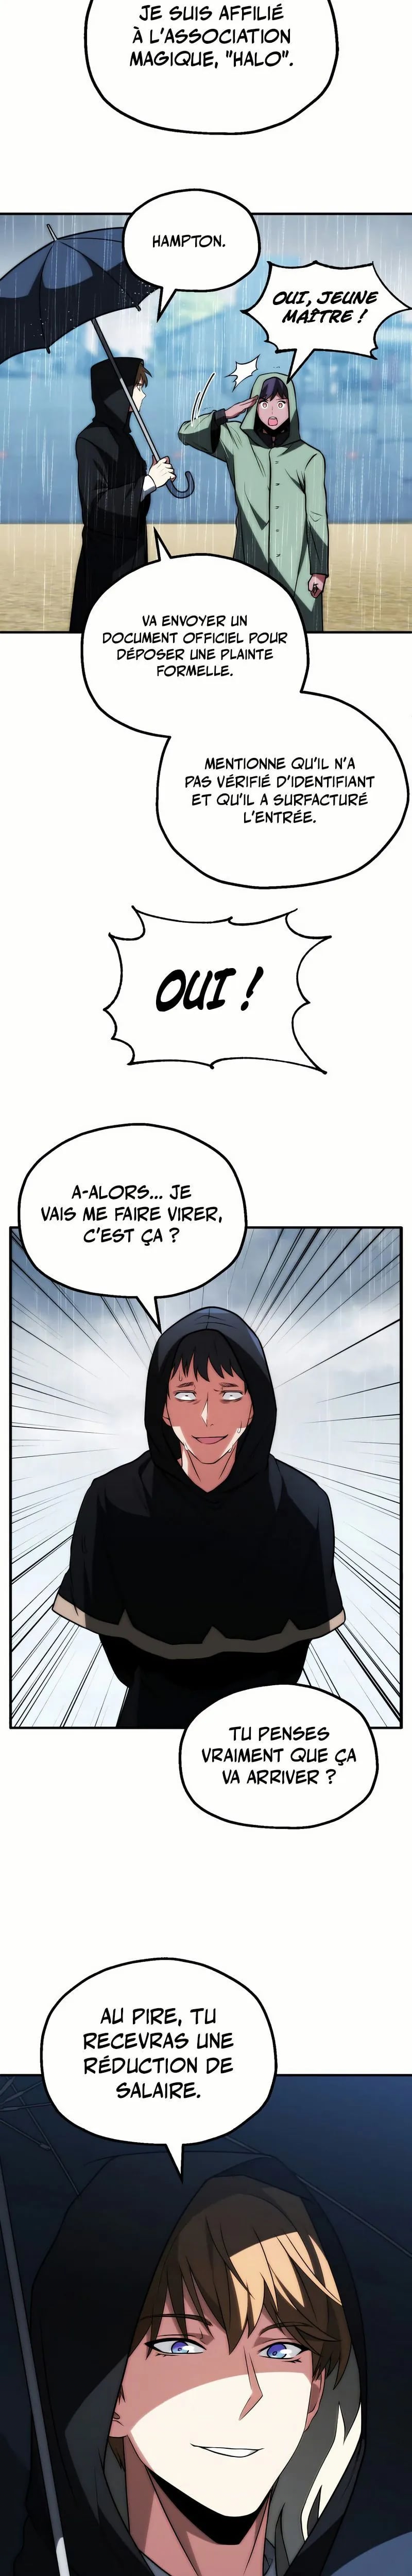 JE SUIS AFFILIÉ
À L'ASSOCIATION
MAGIQUE, "HALO".
HAMPTON.
OUI, JEUNE
MAÎTRE !
VA ENVOYER UN
DOCUMENT OFFICIEL POUR
DÉPOSER UNE PLAINTE
FORMELLE.
MENTIONNE QU'IL N'A
PAS VÉRIFIÉ D'IDENTIFIANT
ET QU'IL A SURFACTURÉ
L'ENTRÉE.
OUI !
A-ALORS... JE
VAIS ME FAIRE VIRER,
C'EST ÇA ?
TU PENSES
VRAIMENT QUE ÇA
VA ARRIVER ?
AU PIRE, TU
RECEVRAS UNE
RÉDUCTION DE
SALAIRE.